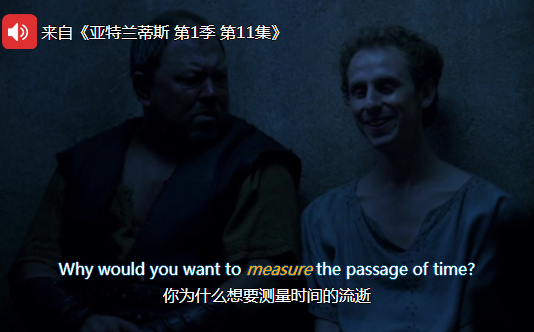 来自《亚特兰蒂斯 第1季 第11集》
Why would you want to measure the passage of time?
你为什么想要测量时间的流逝